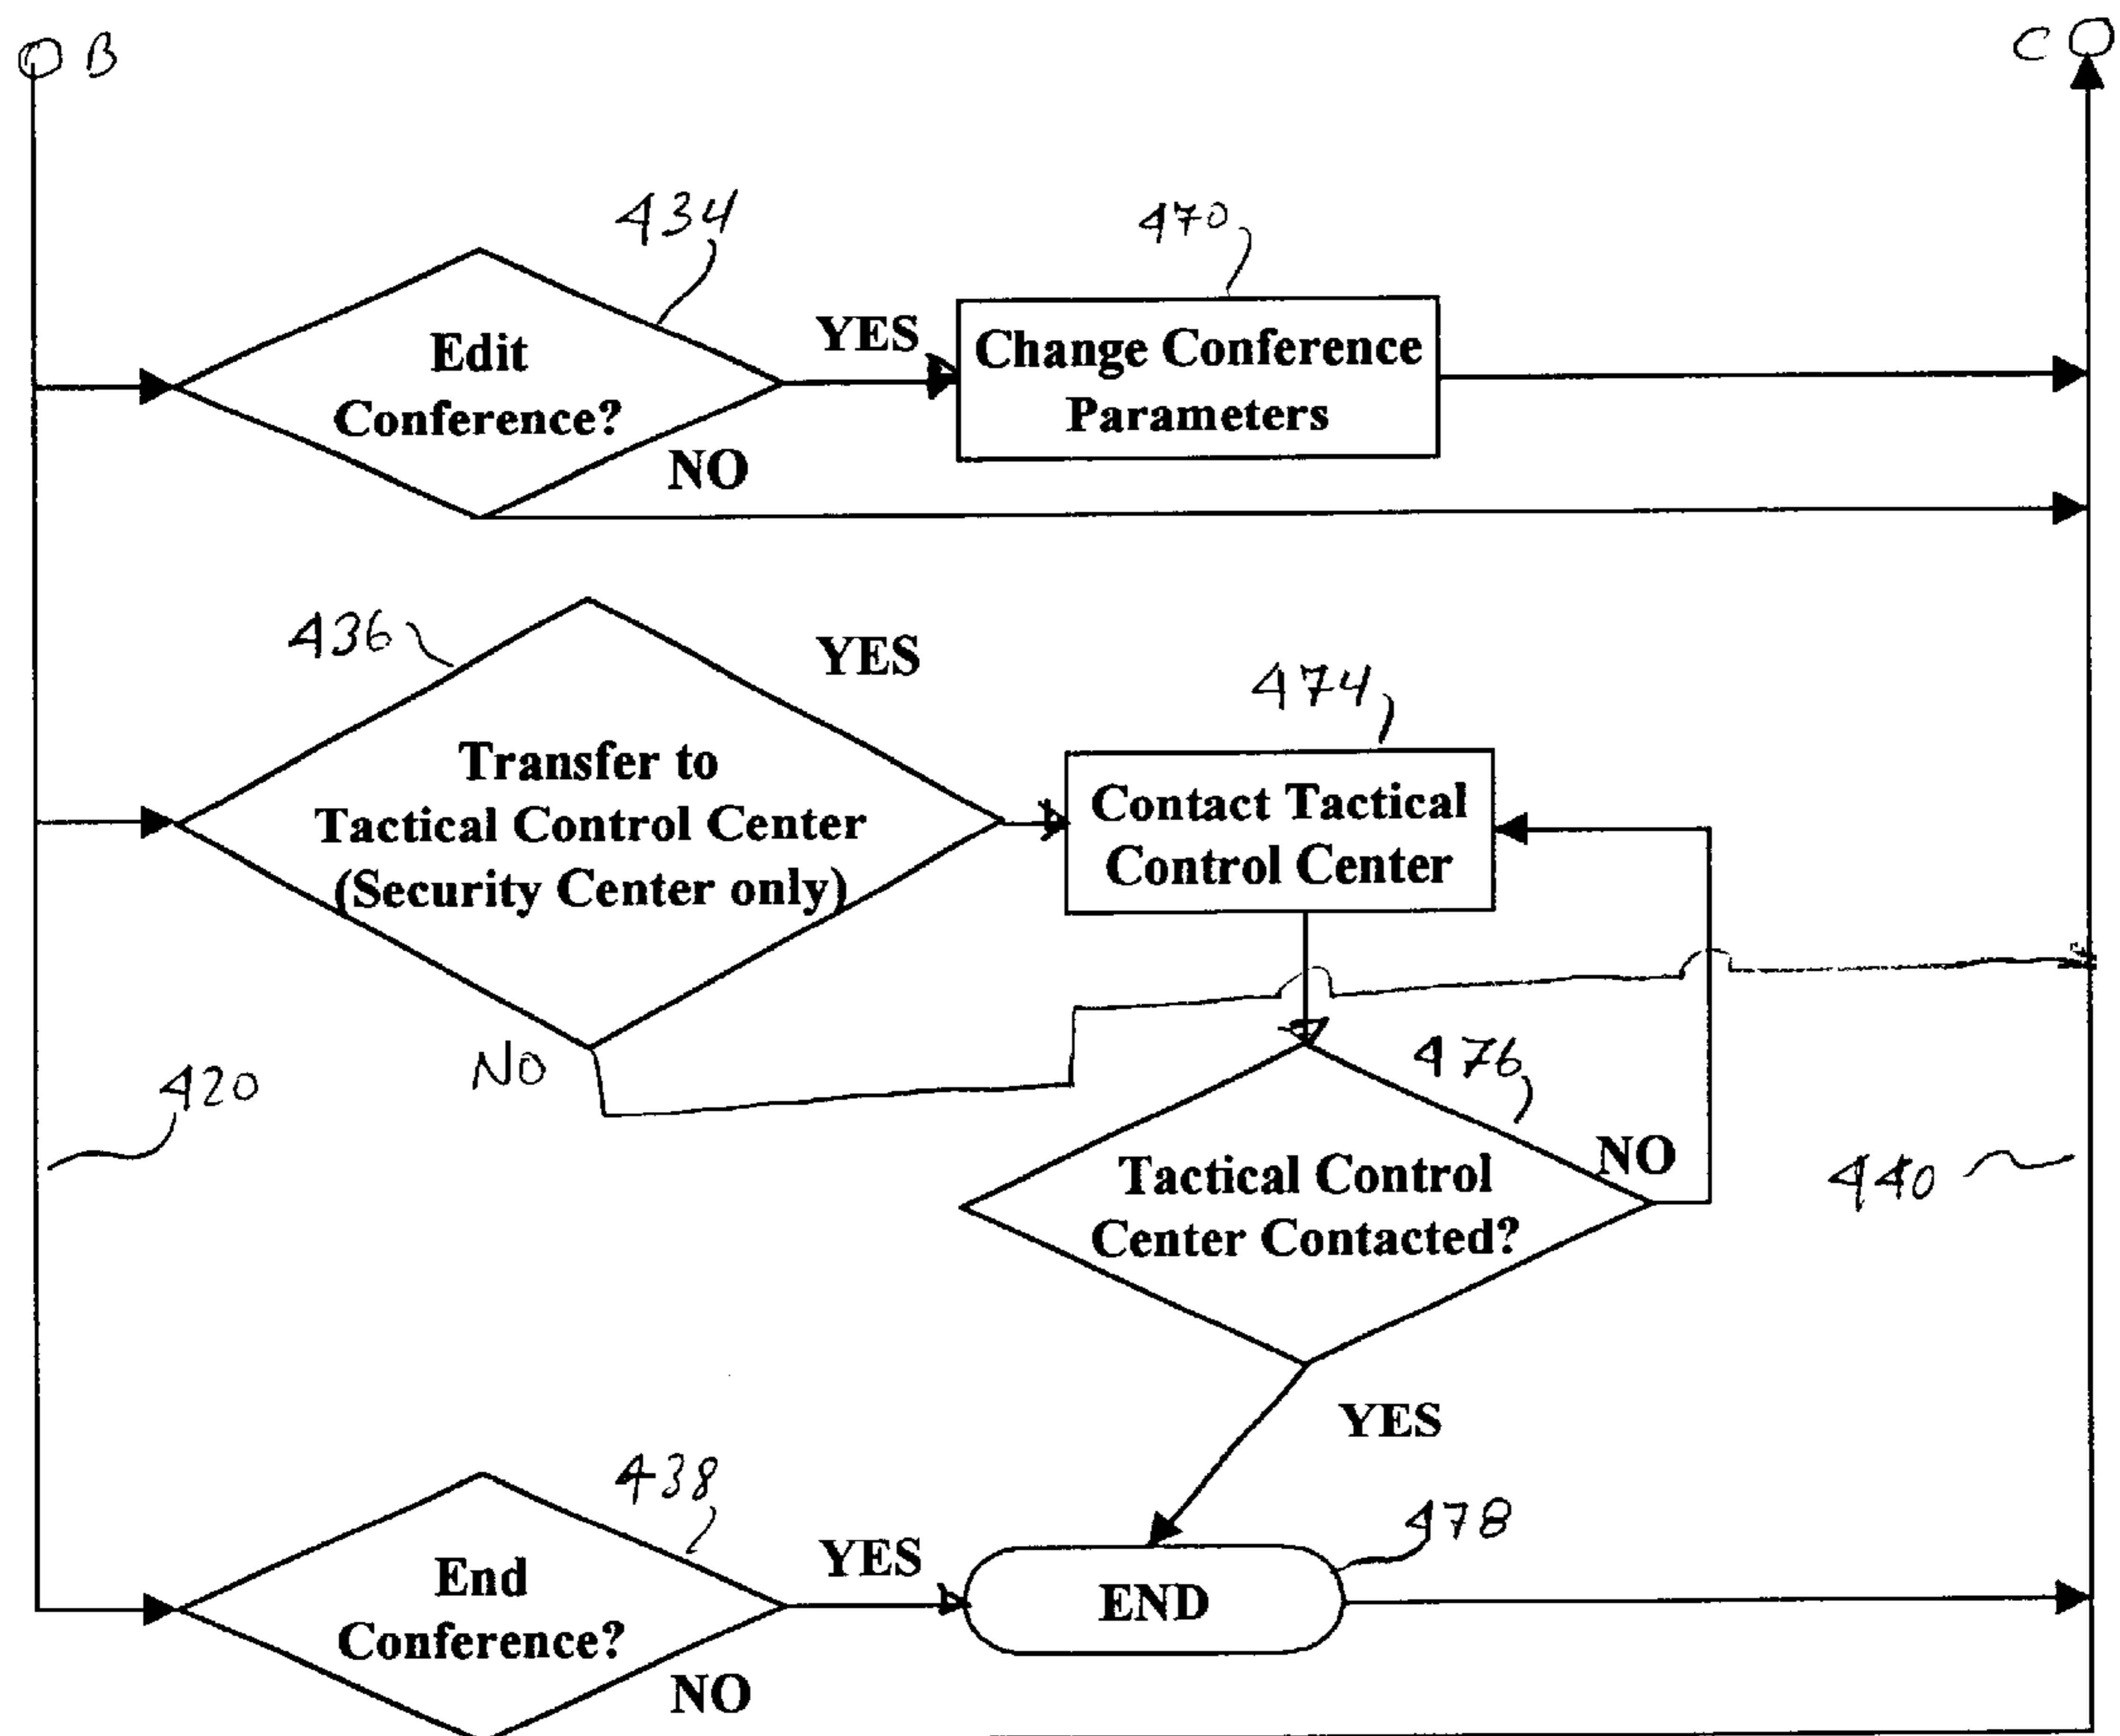 B
C
434
470
YES
Edit
Conference?
Change Conference
Parameters
NO
436
YES
474
Transfer to
Tactical Control Center
(Security Center only)
Contact Tactical
Control Center
NO
420
476
NO
Tactical Control
Center Contacted?
440
YES
438
478
YES
End
Conference?
END
NO